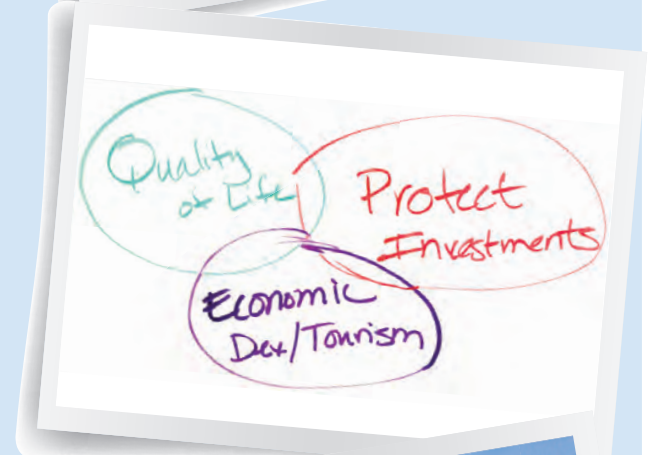 Quality
of Life
Protect
Investments
Economic
Dev/Tourism